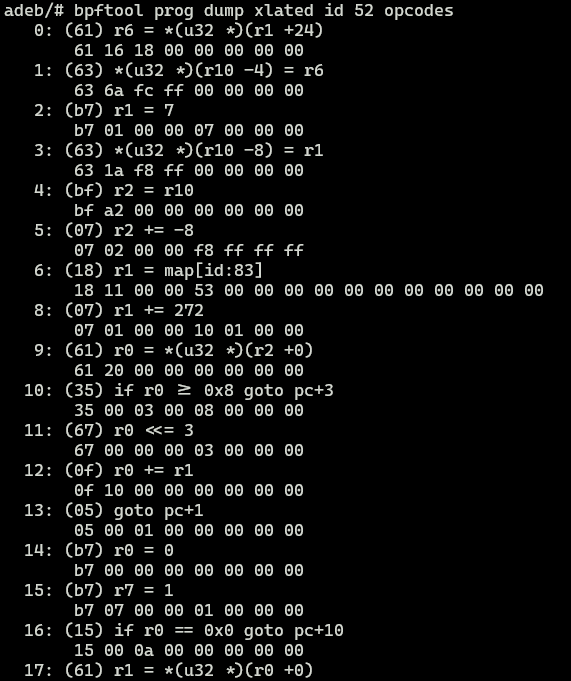 adeb/# bpftool prog dump xlated id 52 opcodes
0: (61) r6 = *(u32 *)(r1 +24)
61 16 18 00 00 00 00 00
1: (63) *(u32 *)(r10 -4) = r6
63 6a fc ff 00 00 00 00
2: (b7) r1 = 7
b7 01 00 00 07 00 00 00
3: (63) *(u32 *)(r10 -8) = r1
63 1a f8 ff 00 00 00 00
4: (bf) r2 = r10
bf a2 00 00 00 00 00 00
5: (07) r2 += -8
07 02 00 00 f8 ff ff ff
6: (18) r1 = map[id:83]
18 11 00 00 53 00 00 00 00 00 00 00 00 00 00 00
8: (07) r1 += 272
07 01 00 00 10 01 00 00
9: (61) r0 = *(u32 *)(r2 +0)
61 20 00 00 00 00 00 00
10: (35) if r0 ≥ 0x8 goto pc+3
35 00 03 00 08 00 00 00
11: (67) r0 <<= 3
67 00 00 00 03 00 00 00
12: (0f) r0 += r1
0f 10 00 00 00 00 00 00
13: (05) goto pc+1
05 00 01 00 00 00 00 00
14: (b7) r0 = 0
b7 00 00 00 00 00 00 00
15: (b7) r7 = 1
b7 07 00 00 01 00 00 00
16: (15) if r0 == 0x0 goto pc+10
15 00 0a 00 00 00 00 00
17: (61) r1 = *(u32 *)(r0 +0)